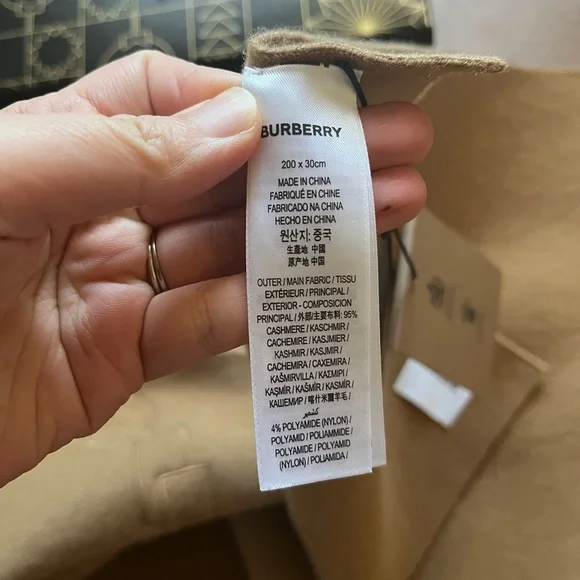 BURBERRY
200 x 30cm
MADE IN CHINA
FABRIQUÉ EN CHINE
FABRICADO NA CHINA
HECHO EN CHINA
원산지: 중국
生產地 中國
原产地 中国
OUTER / MAIN FABRIC / TISSU
EXTÉRIEUR / PRINCIPAL /
EXTERIOR - COMPOSICION
PRINCIPAL / 外部/主要布料: 95%
CASHMERE / KASCHMIR /
CACHEMIRE / KASJMIER /
KASHMIR / KASJMIR /
CACHEMIRA / CAXEMIRA /
KAŠMIRVILLA / ΚΑΣΜΙΡΙ /
KAŞMİR / KAŠMÍR / KAŠMIR /
КАШЕМИР / 喀什米爾羊毛 /
كشمير
4% POLYAMIDE (NYLON) /
POLYAMID / POLIAMMIDE /
POLYAMIDE / POLYAMID
(NYLON) / POLIAMIDA /